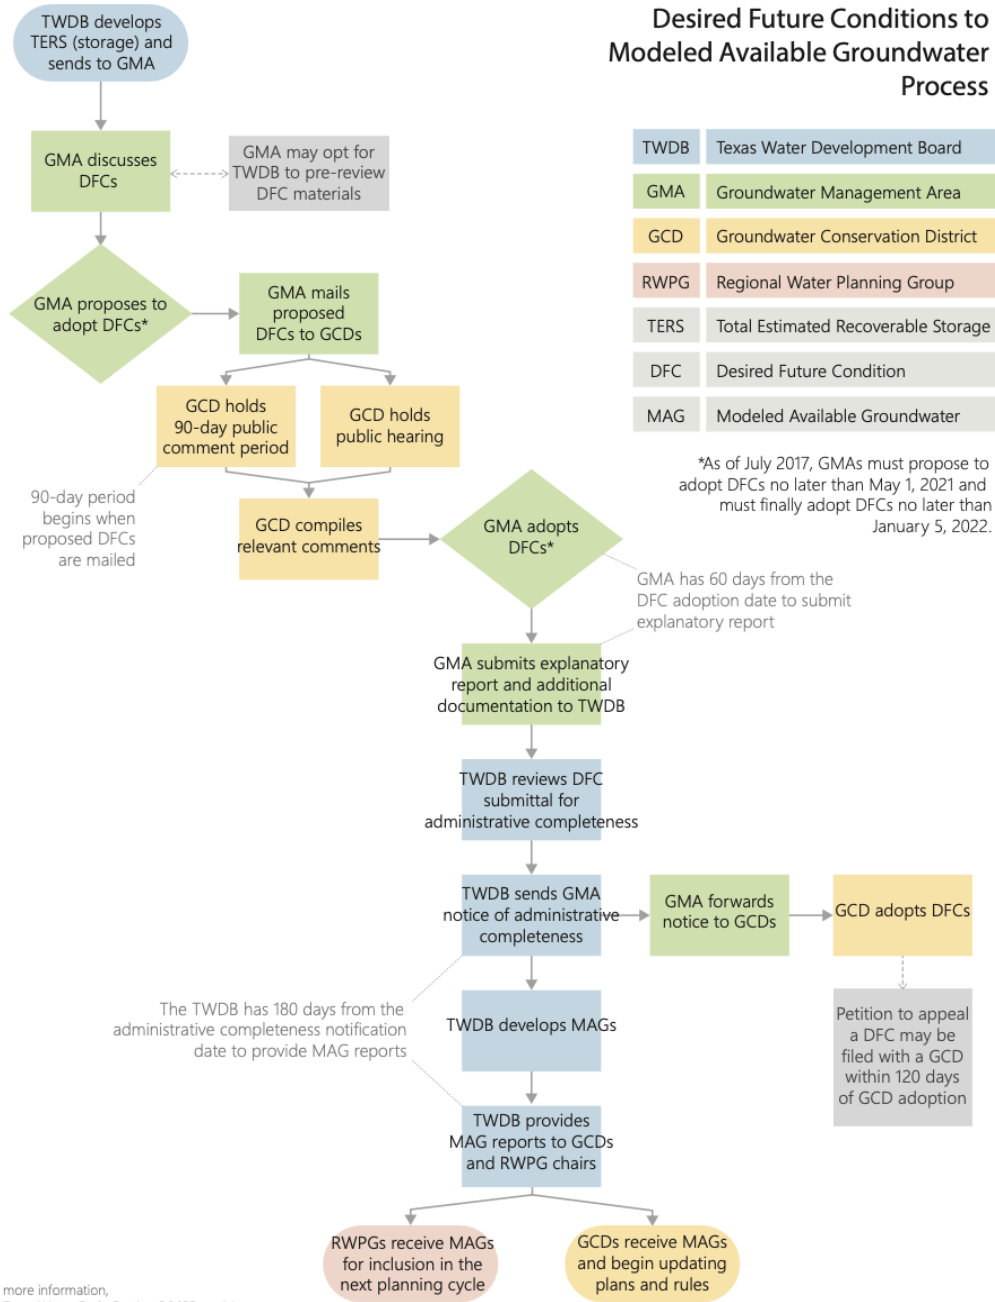 Desired Future Conditions to
Modeled Available Groundwater
Process
TWDB develops
TERS (storage) and
sends to GMA
GMA discusses
DFCs
GMA may opt for
TWDB to pre-review
DFC materials
TWDB Texas Water Development Board
GMA Groundwater Management Area
GCD Groundwater Conservation District
RWPG Regional Water Planning Group
TERS Total Estimated Recoverable Storage
DFC Desired Future Condition
MAG Modeled Available Groundwater
*As of July 2017, GMAs must propose to
adopt DFCs no later than May 1, 2021 and
must finally adopt DFCs no later than
January 5, 2022.
GMA proposes to
adopt DFCs*
GMA mails
proposed
DFCs to GCDs
GCD holds
90-day public
comment period
GCD holds
public hearing
90-day period
begins when
proposed DFCs
are mailed
GCD compiles
relevant comments
GMA adopts
DFCs*
GMA has 60 days from the
DFC adoption date to submit
explanatory report
GMA submits explanatory
report and additional
documentation to TWDB
TWDB reviews DFC
submittal for
administrative completeness
TWDB sends GMA
notice of administrative
completeness
GMA forwards
notice to GCDs
GCD adopts DFCs
Petition to appeal
a DFC may be
filed with a GCD
within 120 days
of GCD adoption
The TWDB has 180 days from the
administrative completeness notification
date to provide MAG reports
TWDB develops MAGs
TWDB provides
MAG reports to GCDs
and RWPG chairs
RWPGs receive MAGs
for inclusion in the
next planning cycle
GCDs receive MAGs
and begin updating
plans and rules
more information,